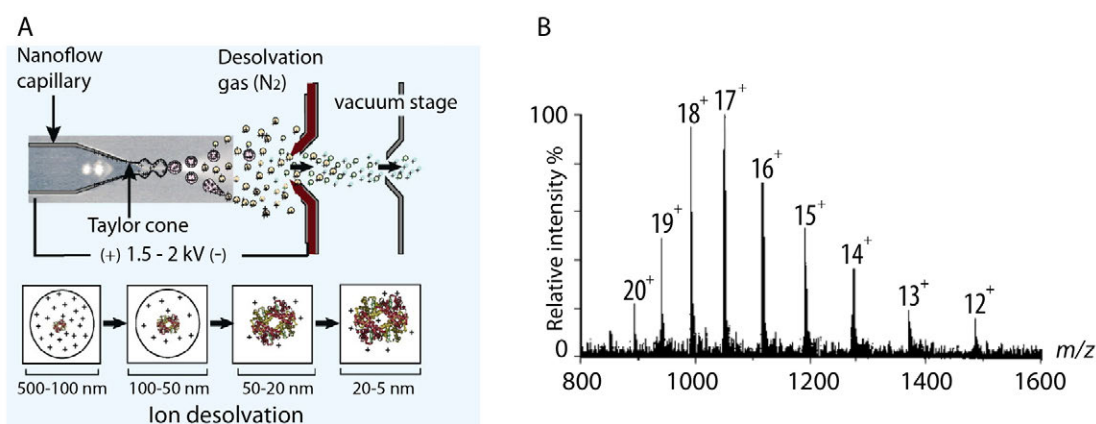 A
Nanoflow
capillary
Desolvation
gas (N₂)
vacuum stage
Taylor cone
(+) 1.5 - 2 kV (-)
500-100 nm
100-50 nm
50-20 nm
20-5 nm
Ion desolvation
B
Relative intensity %
100
0
20⁺
19⁺
18⁺
17⁺
16⁺
15⁺
14⁺
13⁺
12⁺
m/z
800
1000
1200
1400
1600